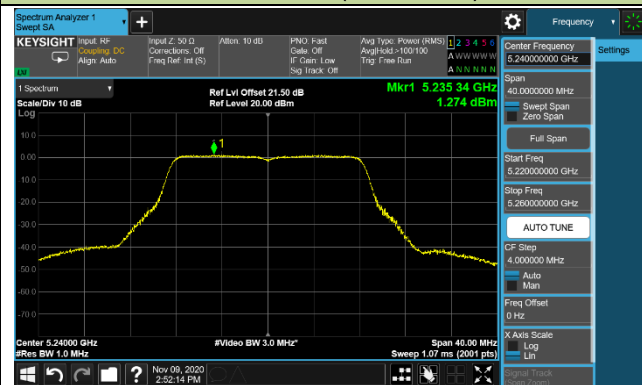 Spectrum Analyzer 1
Swept SA
+
Frequency
KEYSIGHT
Input: RF
Coupling: DC
Align: Auto
Input Z: 50 Ω
Corrections: Off
Freq Ref: Int (S)
Atten: 10 dB
PNO: Fast
Gate: Off
IF Gain: Low
Sig Track: Off
Avg Type: Power (RMS)
Avg|Hold:>100/100
Trig: Free Run
1 2 3 4 5 6
A W W W W W
A N N N N N
LXI
1 Spectrum
Scale/Div 10 dB
Log
Ref Lvl Offset 21.50 dB
Ref Level 20.00 dBm
Mkr1 5.235 34 GHz
1.274 dBm
1
10.0
0.00
-10.0
-20.0
-30.0
-40.0
-50.0
-60.0
-70.0
Center 5.24000 GHz
#Res BW 1.0 MHz
#Video BW 3.0 MHz*
Span 40.00 MHz
Sweep 1.07 ms (2001 pts)
Center Frequency
5.240000000 GHz
Span
40.0000000 MHz
Swept Span
Zero Span
Full Span
Start Freq
5.220000000 GHz
Stop Freq
5.260000000 GHz
AUTO TUNE
CF Step
4.000000 MHz
Auto
Man
Freq Offset
0 Hz
X Axis Scale
Log
Lin
Signal Track
(Span Zoom)
Settings
?
Nov 09, 2020
2:52:14 PM